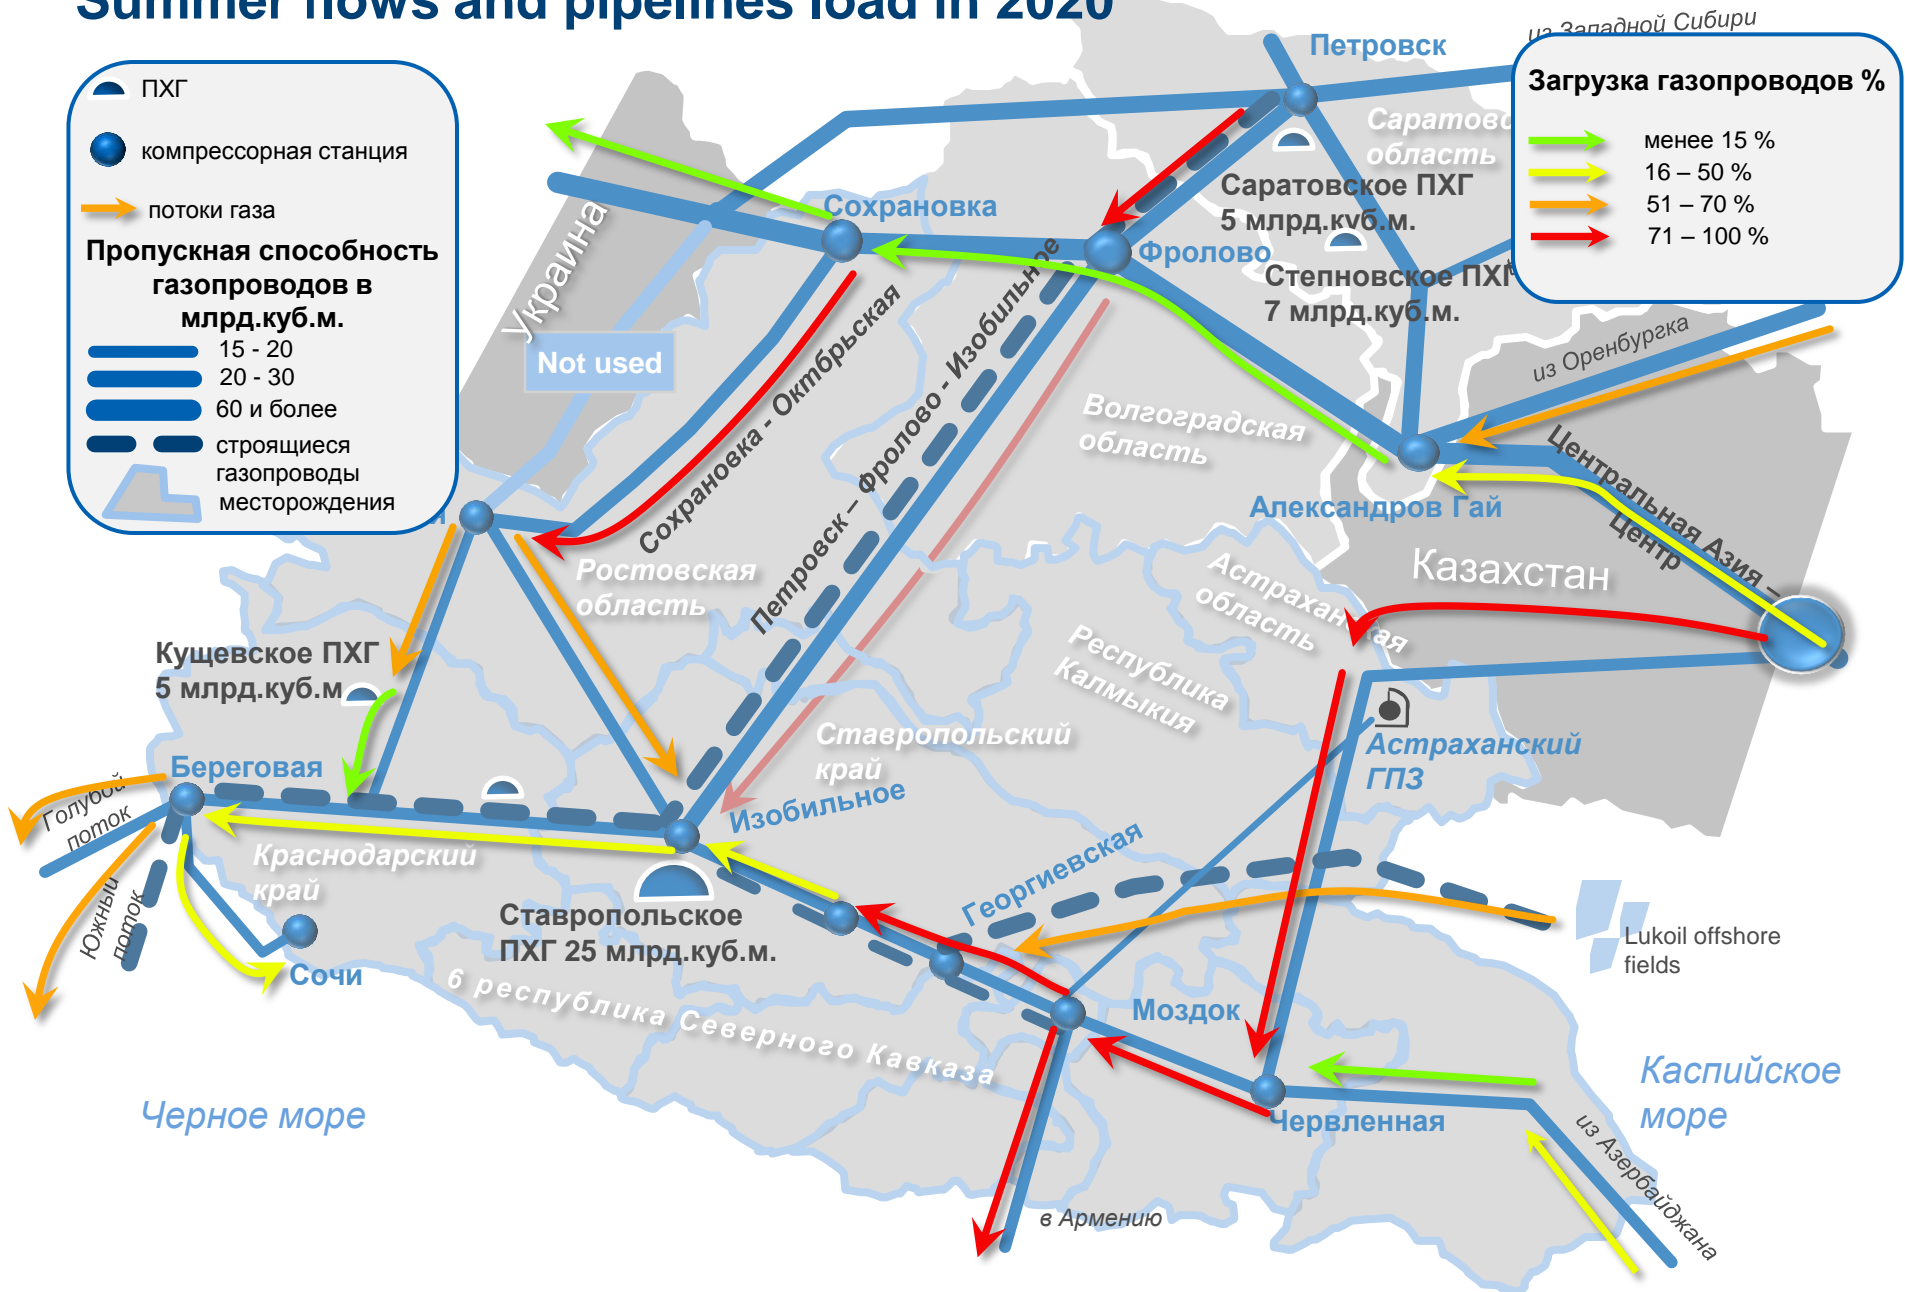 Summer flows and pipelines load in 2020
из Западной Сибири
Петровск
ПХГ
компрессорная станция
потоки газа
Пропускная способность
газопроводов в
млрд.куб.м.
15 - 20
20 - 30
60 и более
строящиеся
газопроводы
месторождения
Загрузка газопроводов %
менее 15 %
16 – 50 %
51 – 70 %
71 – 100 %
Саратовс
область
Саратовское ПХГ
5 млрд.куб.м.
Сохрановка
Фролово
Степновское ПХГ
7 млрд.куб.м.
Украина
Not used
из Оренбургка
Сохрановка - Октбрьская
Петровск – Фролово - Изобильное
Волгоградская
область
Александров Гай
Центральная Азия –
Центр
Казахстан
я
Ростовская
область
Астраханская
область
Республика
Калмыкия
Кущевское ПХГ
5 млрд.куб.м
Ставропольский
край
Астраханский
ГПЗ
Береговая
Изобильное
Голубой
поток
Краснодарский
край
Георгиевская
Южный
поток
Ставропольское
ПХГ 25 млрд.куб.м.
Lukoil offshore
fields
Сочи
6 республика Северного Кавказа
Моздок
Каспийское
море
Черное море
Червленная
из Азербайджана
в Армению